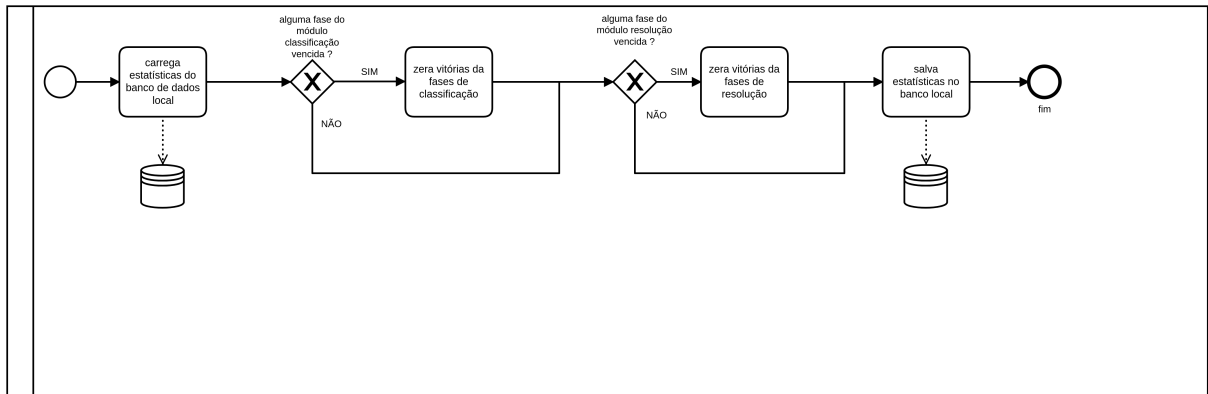 carrega
estatísticas do
banco de dados
local
alguma fase do
módulo
classificação
vencida ?
SIM
NÃO
zera vitórias da
fases de
classificação
alguma fase do
módulo resolução
vencida ?
SIM
NÃO
zera vitórias da
fases de
resolução
salva
estatísticas no
banco local
fim